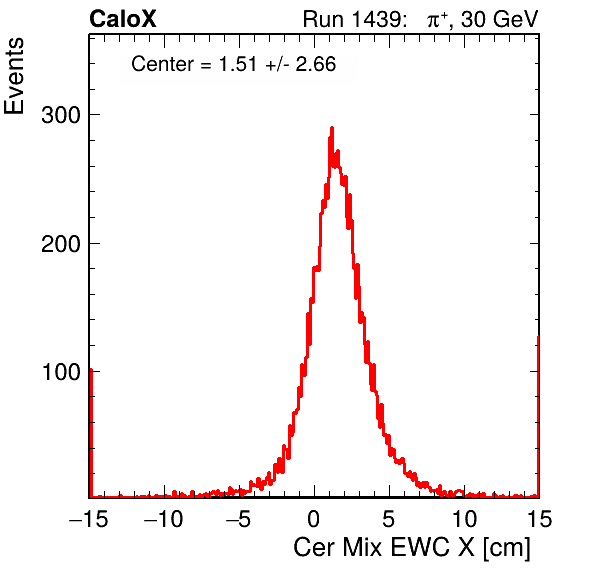 CaloX Run 1439: π⁺, 30 GeV
Events
Center = 1.51 +/- 2.66
300
200
100
−15 −10 −5 0 5 10 15
Cer Mix EWC X [cm]